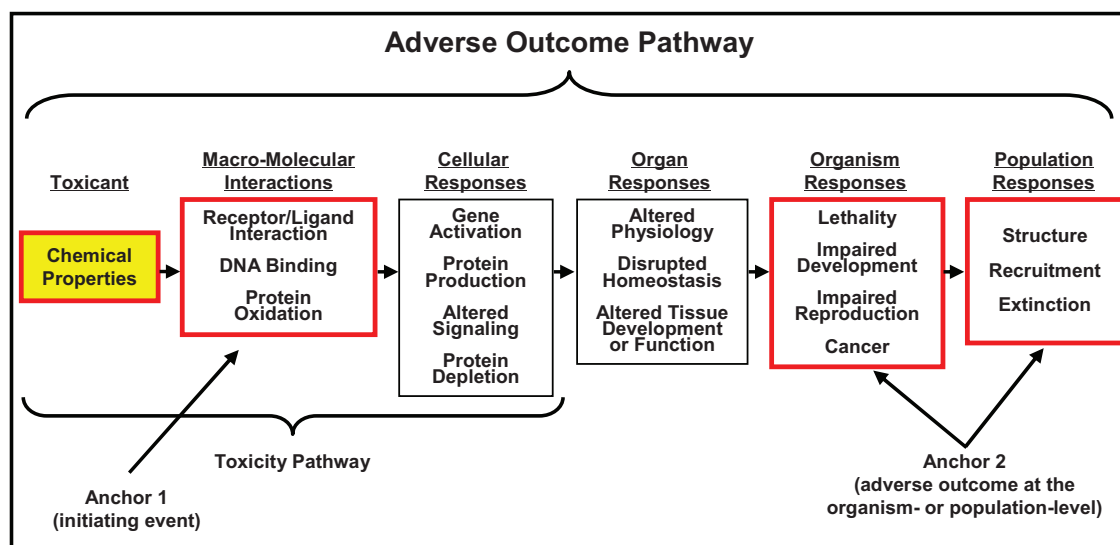 Adverse Outcome Pathway
Toxicant
Macro-Molecular
Interactions
Cellular
Responses
Organ
Responses
Organism
Responses
Population
Responses
Chemical
Properties
Receptor/Ligand
Interaction
DNA Binding
Protein
Oxidation
Gene
Activation
Protein
Production
Altered
Signaling
Protein
Depletion
Altered
Physiology
Disrupted
Homeostasis
Altered Tissue
Development
or Function
Lethality
Impaired
Development
Impaired
Reproduction
Cancer
Structure
Recruitment
Extinction
Toxicity Pathway
Anchor 1
(initiating event)
Anchor 2
(adverse outcome at the
organism- or population-level)